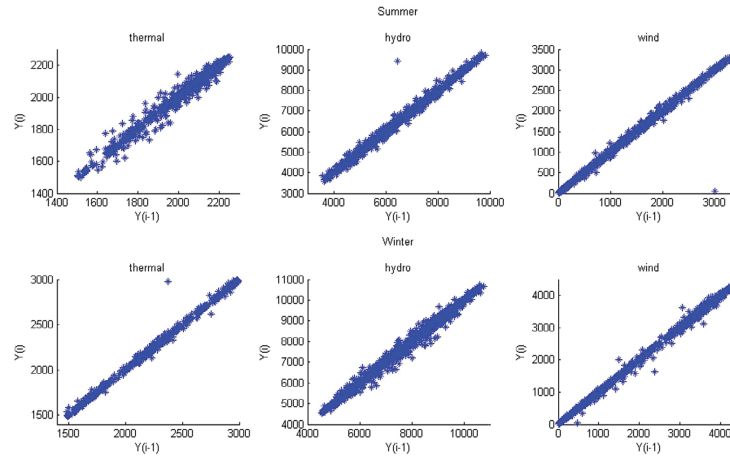 Summer
thermal
hydro
wind
2200
2000
1800
1600
1400
Y(i)
1400 1600 1800 2000 2200
Y(i-1)
10000
9000
8000
7000
6000
5000
4000
3000
Y(i)
4000 6000 8000 10000
Y(i-1)
3500
3000
2500
2000
1500
1000
500
0
Y(i)
0 1000 2000 3000
Y(i-1)
Winter
thermal
hydro
wind
3000
2500
2000
1500
Y(i)
1500 2000 2500 3000
Y(i-1)
11000
10000
9000
8000
7000
6000
5000
4000
Y(i)
4000 6000 8000 10000
Y(i-1)
4000
3000
2000
1000
0
Y(i)
0 1000 2000 3000 4000
Y(i-1)